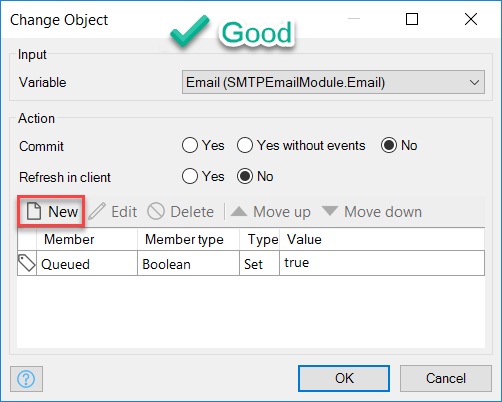 Change Object
Good
Input
Variable Email (SMTPEmailModule.Email)
Action
Commit Yes Yes without events No
Refresh in client Yes No
New Edit Delete Move up Move down
Member Member type Type Value
Queued Boolean Set true
? OK Cancel